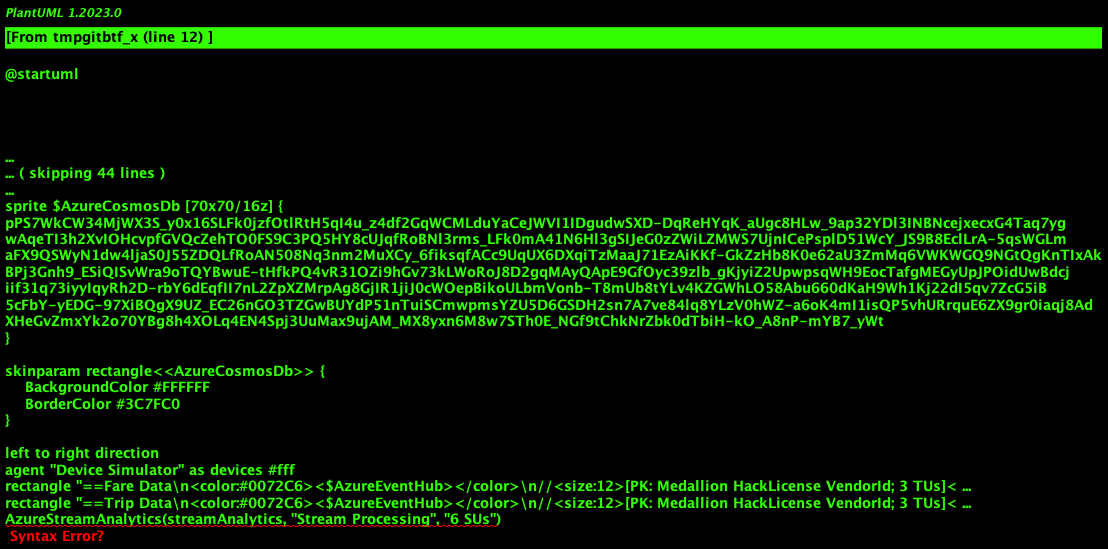 PlantUML 1.2023.0
[From tmpgitbtf_x (line 12) ]
@startuml
...
... ( skipping 44 lines )
...
sprite $AzureCosmosDb [70x70/16z] {
pPS7WkCW34MjWX3S_y0x16SLFk0jzfOtlRtH5qI4u_z4df2GqWCMLduYaCeJWVI1IDgudwSXD-DqReHYqK_aUgc8HLw_9ap32YDl3INBNcejxecxG4Taq7yg
wAqeTI3h2XvIOHcvpfGVQcZehTO0FS9C3PQ5HY8cUJqfRoBNl3rms_LFk0mA41N6Hl3gSIJeG0zZWiLZMWS7UjnICePsplD51WcY_JS9B8EclLrA-5qsWGLm
aFX9QSWyN1dw4ljaS0J55ZDQLfRoAN508Nq3nm2MuXCy_6fiksqfACc9UqUX6DXqiTzMaaJ71EzAiKKf-GkZzHb8K0e62aU3ZmMq6VWKWGQ9NGtQgKnTIxAk
BPj3Gnh9_ESiQISvWra9oTQYBwuE-tHfkPQ4vR31OZi9hGv73kLWoRoJ8D2gqMAyQApE9GfOyc39zlb_gKjyiZ2UpwpsqWH9EocTafgMEGyUpJPOidUwBdcj
iif31q73iyyIqyRh2D-rbY6dEqfII7nL2ZpXZMrpAg8GjIR1jiJ0cWOepBikoULbmVonb-T8mUb8tYLv4KZGWhLO58Abu660dKaH9Wh1Kj22dI5qv7ZcG5iB
5cFbY-yEDG-97XiBQgX9UZ_EC26nGO3TZGwBUYdP51nTuiSCmwpmsYZU5D6GSDH2sn7A7ve84Iq8YLzV0hWZ-a6oK4mI1isQP5vhURrquE6ZX9gr0iaqj8Ad
XHeGvZmxYk2o70YBg8h4XOLq4EN4Spj3UuMax9ujAM_MX8yxn6M8w7STh0E_NGf9tChkNrZbk0dTbiH-kO_A8nP-mYB7_yWt
}
skinparam rectangle<<AzureCosmosDb>> {
BackgroundColor #FFFFFF
BorderColor #3C7FC0
}
left to right direction
agent "Device Simulator" as devices #fff
rectangle "==Fare Data\n<color:#0072C6><$AzureEventHub></color>\n//<size:12>[PK: Medallion HackLicense VendorId; 3 TUs]< ...
rectangle "==Trip Data\n<color:#0072C6><$AzureEventHub></color>\n//<size:12>[PK: Medallion HackLicense VendorId; 3 TUs]< ...
AzureStreamAnalytics(streamAnalytics, "Stream Processing", "6 SUs")
Syntax Error?